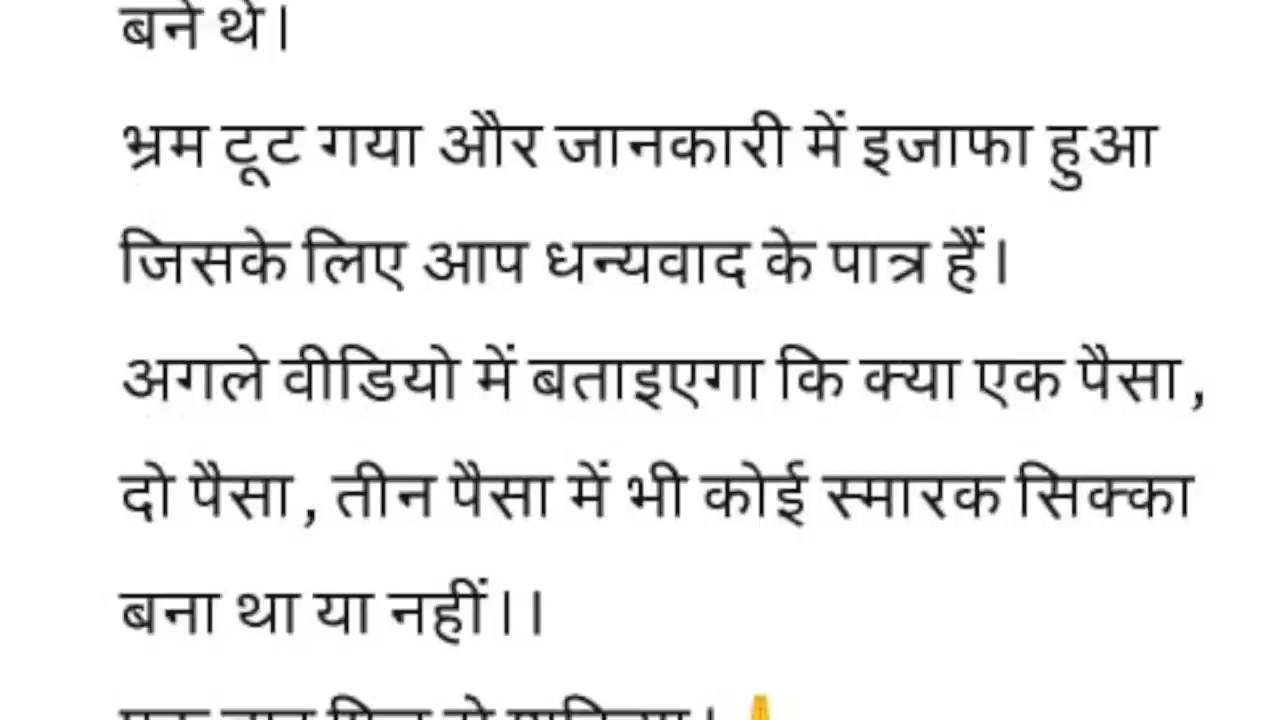 बने थे।
भ्रम टूट गया और जानकारी में इजाफा हुआ
जिसके लिए आप धन्यवाद के पात्र हैं।
अगले वीडियो में बताइएगा कि क्या एक पैसा,
दो पैसा, तीन पैसा में भी कोई स्मारक सिक्का
बना था या नहीं।।